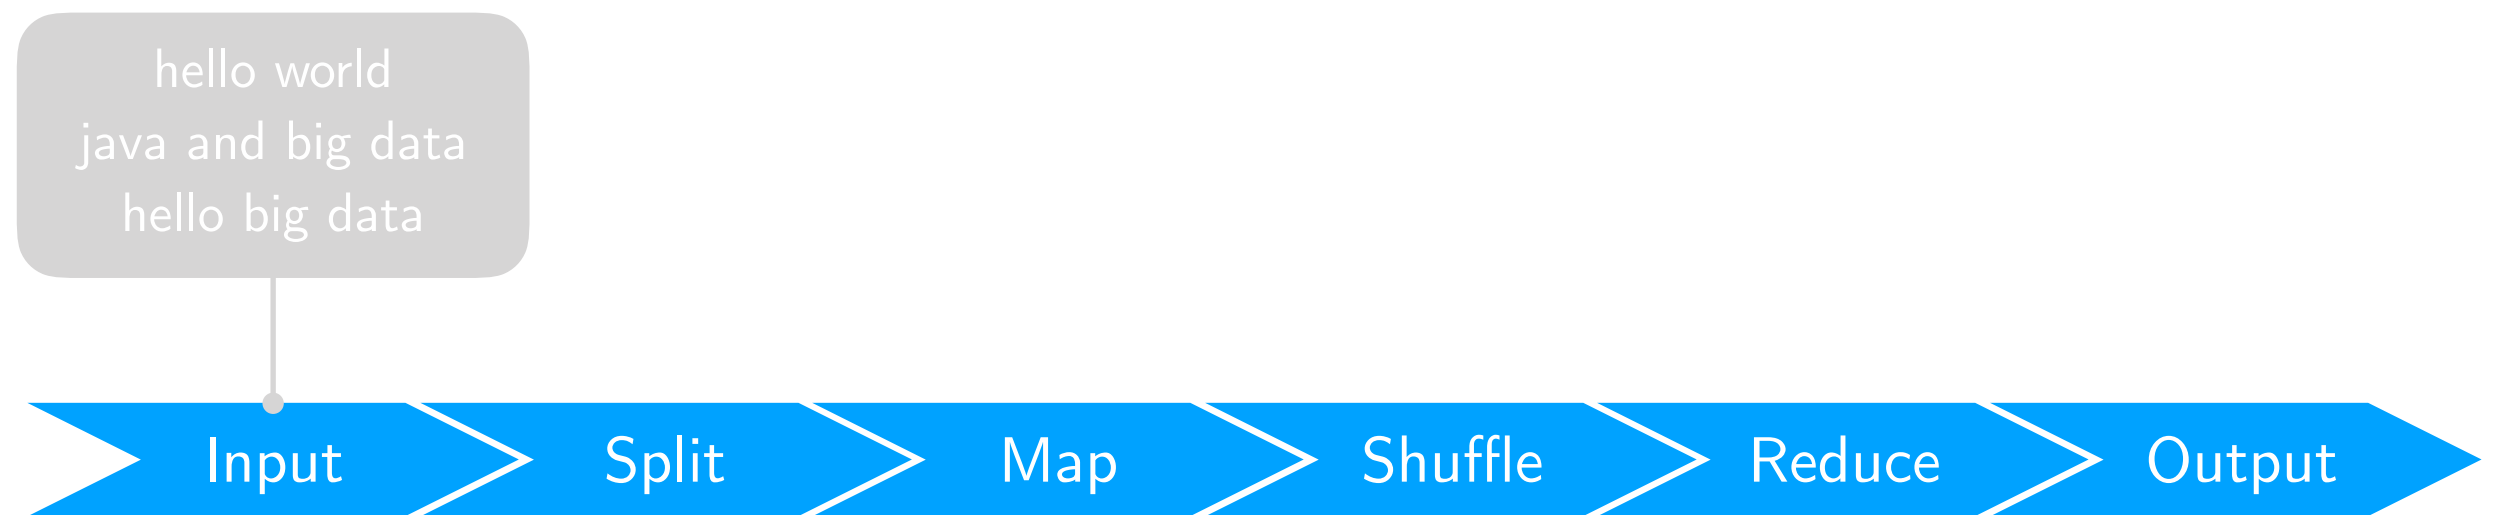 hello world
java and big data
hello big data
Input
Split
Map
Shuffle
Reduce
Output